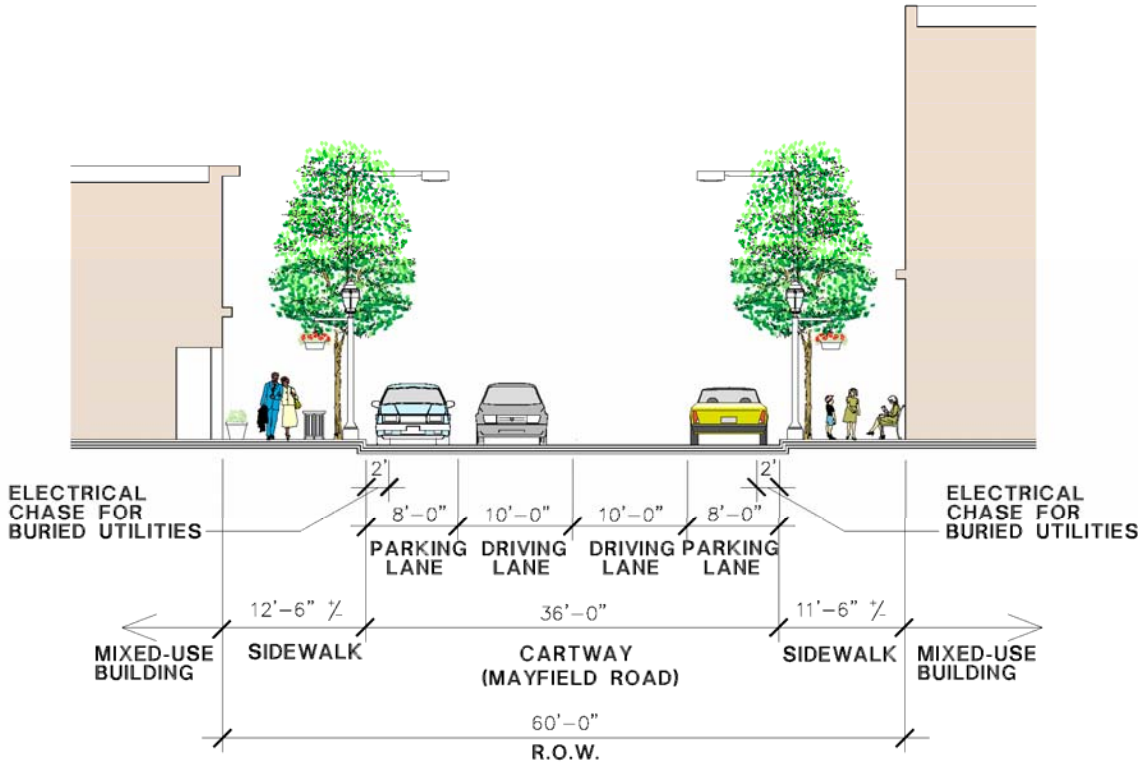 2' 2'
ELECTRICAL
CHASE FOR
BURIED UTILITIES
ELECTRICAL
CHASE FOR
BURIED UTILITIES
8'-0" 10'-0" 10'-0" 8'-0"
PARKING
LANE
DRIVING
LANE
DRIVING
LANE
PARKING
LANE
12'-6" +/- 36'-0" 11'-6" +/-
MIXED-USE
BUILDING
SIDEWALK
CARTWAY
(MAYFIELD ROAD)
SIDEWALK
MIXED-USE
BUILDING
60'-0"
R.O.W.